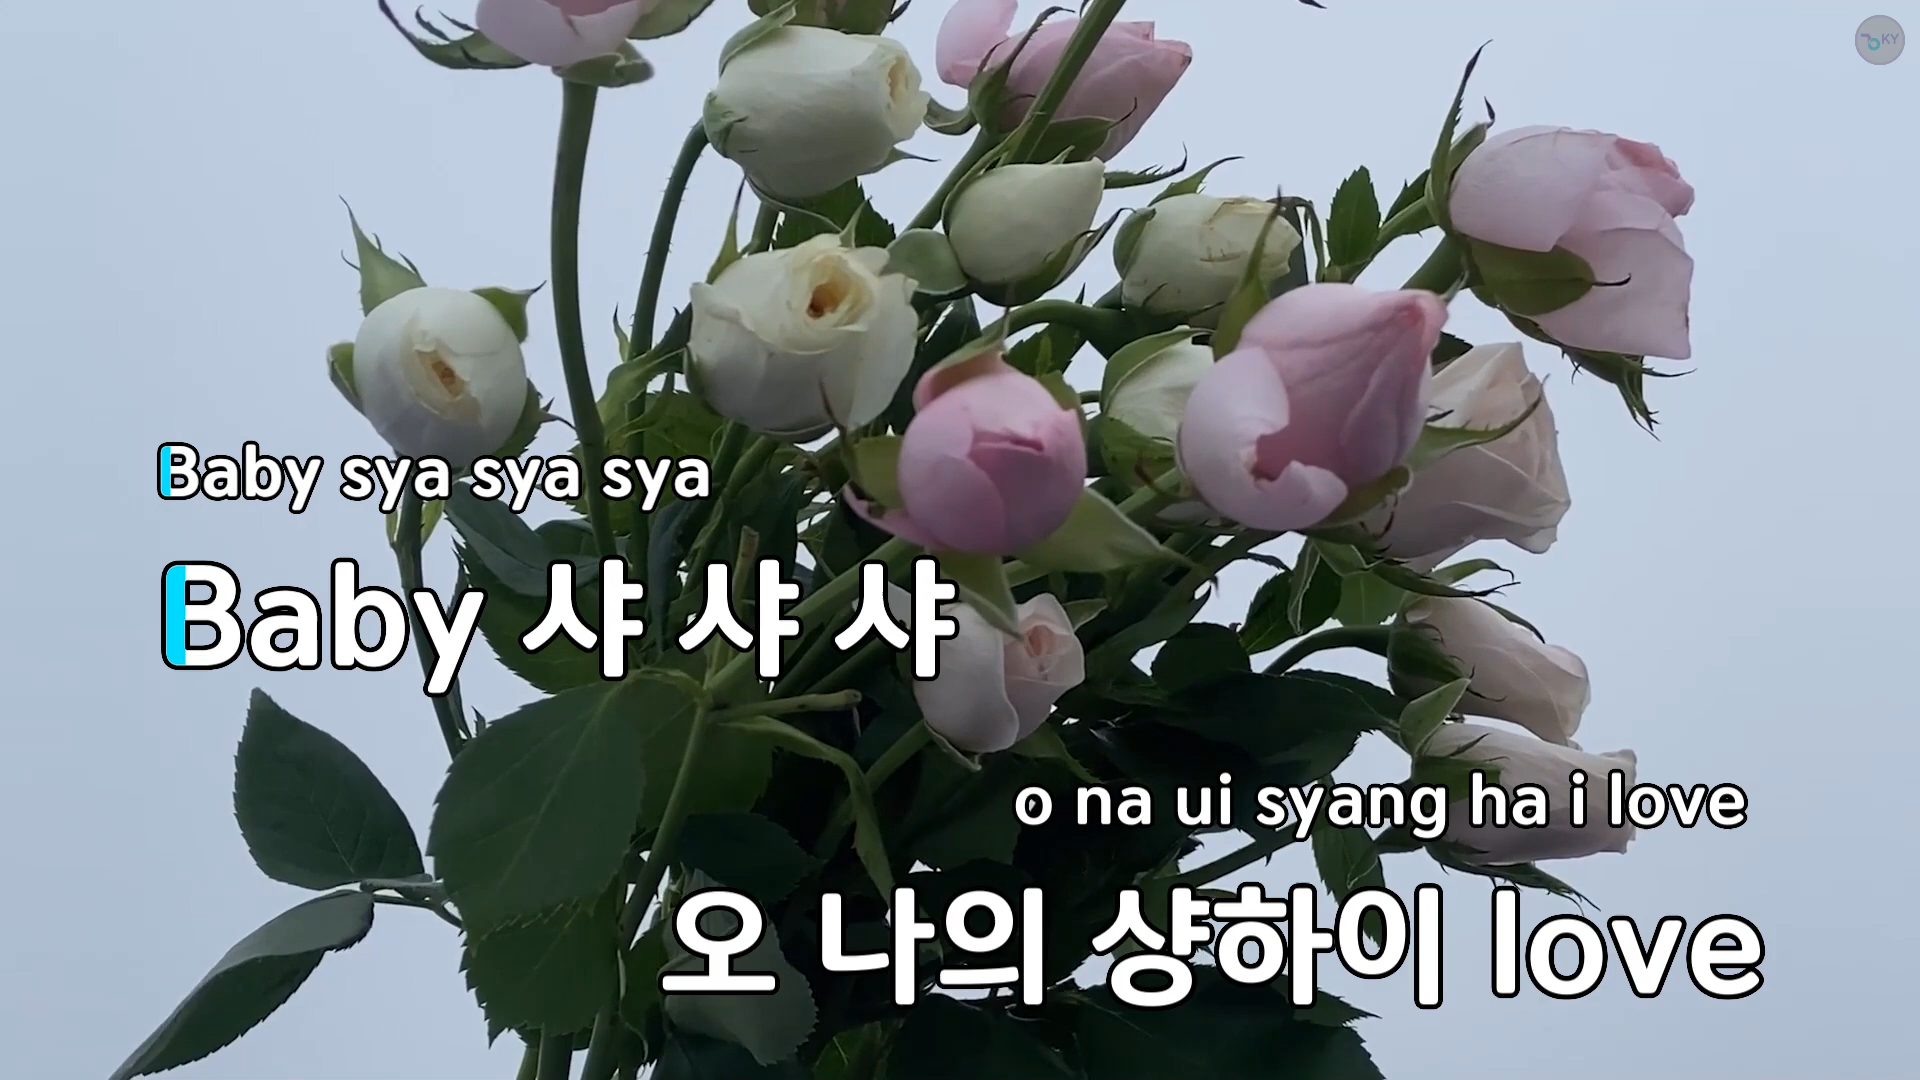 KY
Baby sya sya sya
Baby 샤 샤 샤
o na ui syang ha i love
오 나의 샹하이 love